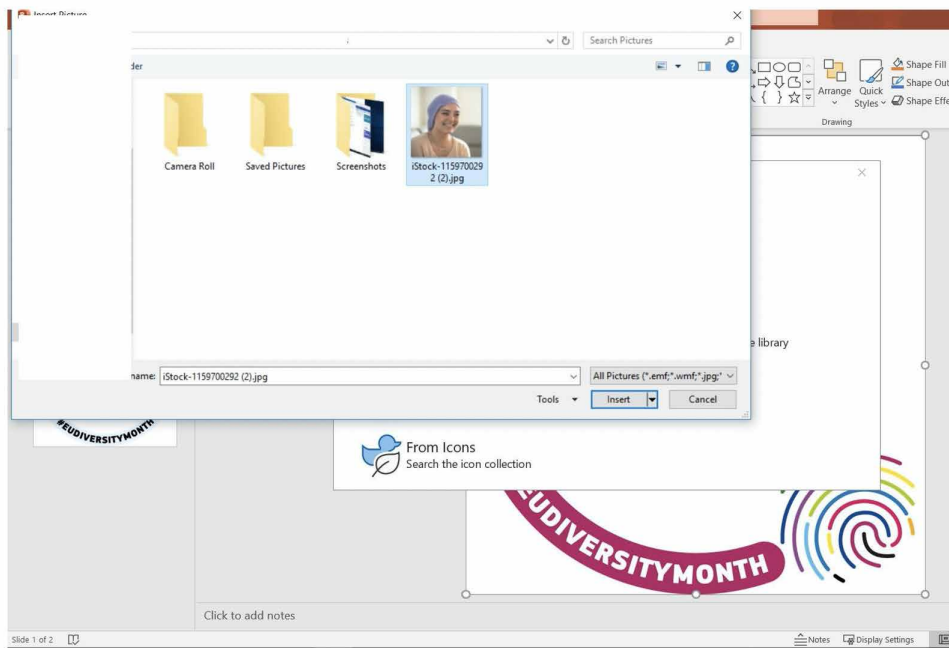 Insert Picture
Search Pictures
der
Camera Roll
Saved Pictures
Screenshots
iStock-115970029
2 (2).jpg
name: iStock-1159700292 (2).jpg
All Pictures (*.emf;*.wmf;*.jpg;*
Tools
Insert
Cancel
Arrange
Quick
Styles
Shape Fill
Shape Out
Shape Effe
Drawing
e library
From Icons
Search the icon collection
#EUDIVERSITYMONTH
EUDIVERSITYMONTH
Click to add notes
Slide 1 of 2
Notes
Display Settings